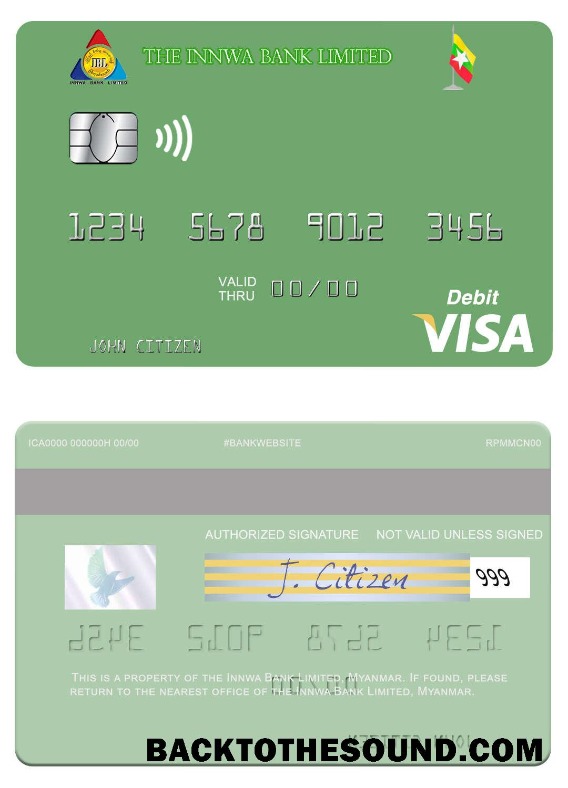 THE INNWA BANK LIMITED
IBL
INNWA BANK LIMITED
1234 5678 9012 3456
VALID THRU 00/00
Debit
VISA
JOHN CITIZEN
ICA0000 000000H 00/00 #BANKWEBSITE RPMMCN00
AUTHORIZED SIGNATURE NOT VALID UNLESS SIGNED
J. Citizen 999
THIS IS A PROPERTY OF THE INNWA BANK LIMITED, MYANMAR. IF FOUND, PLEASE
RETURN TO THE NEAREST OFFICE OF THE INNWA BANK LIMITED, MYANMAR.
BACKTOTHESOUND.COM